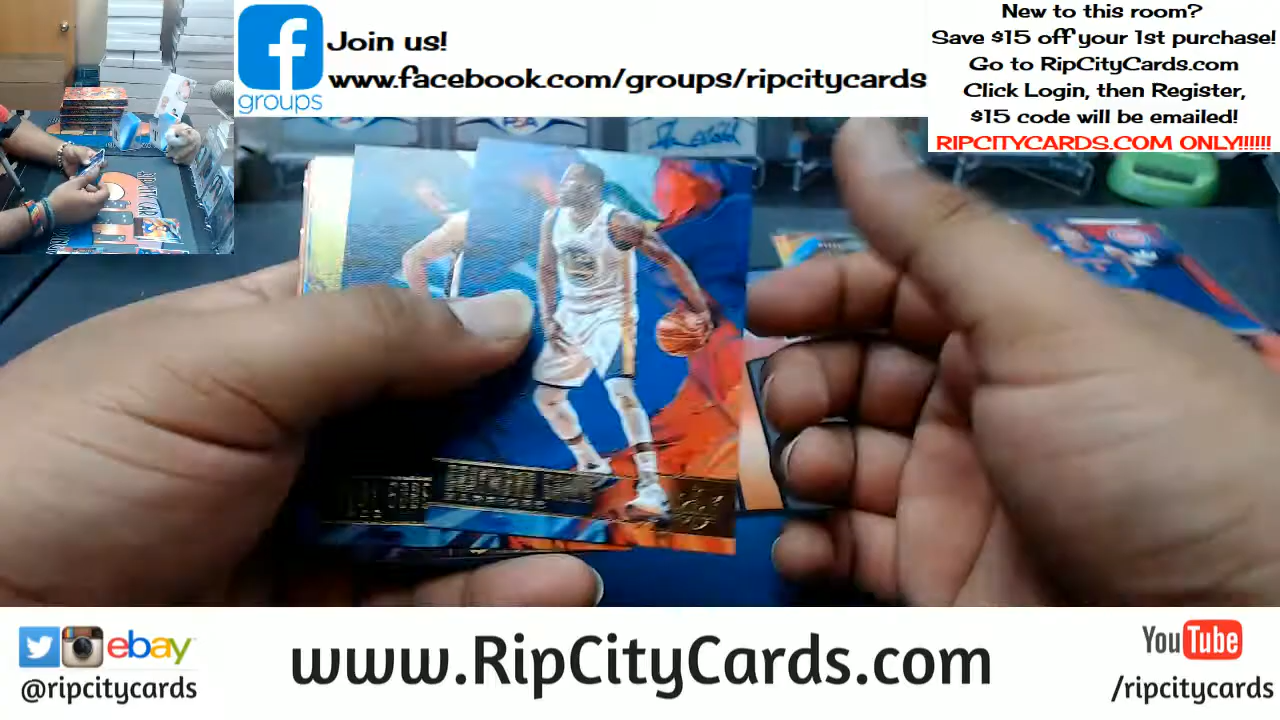 groups
Join us!
www.facebook.com/groups/ripcitycards
New to this room?
Save $15 off your 1st purchase!
Go to RipCityCards.com
Click Login, then Register,
$15 code will be emailed!
RIPCITYCARDS.COM ONLY!!!!!!
ebay
@ripcitycards
www.RipCityCards.com
YouTube
/ripcitycards